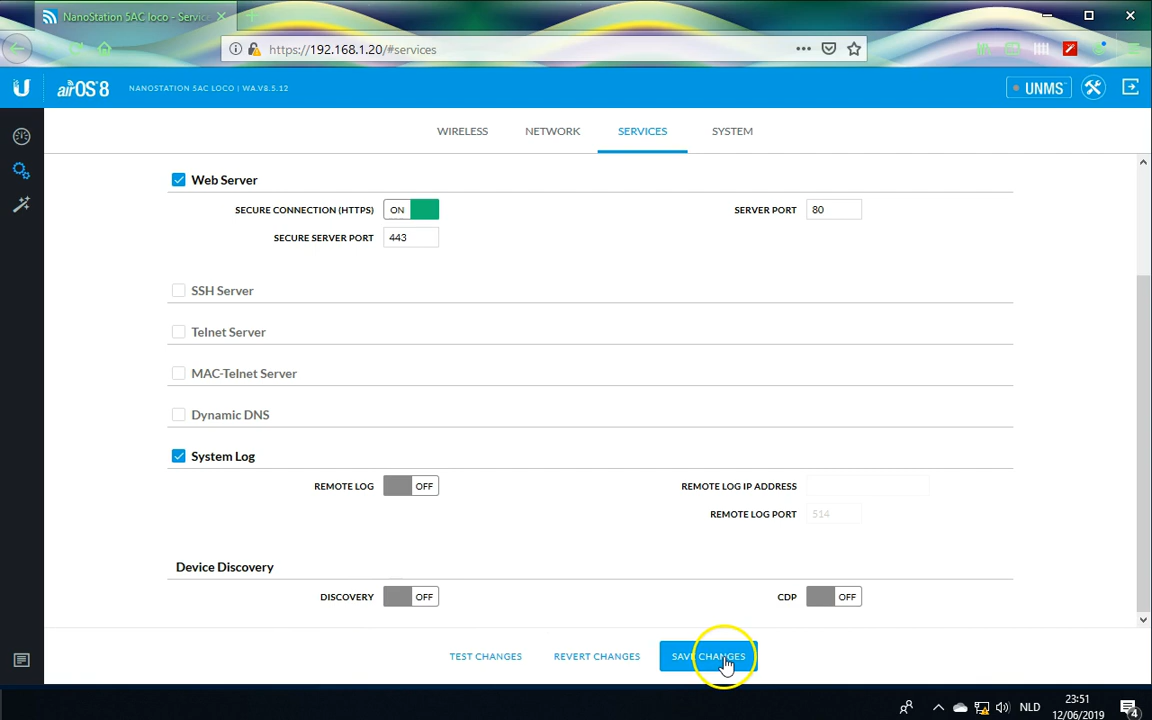 NanoStation 5AC loco - Service
https://192.168.1.20/#services
airOS 8 NANOSTATION 5AC LOCO | WA.V8.5.12 UNMS
WIRELESS NETWORK SERVICES SYSTEM
Web Server
SECURE CONNECTION (HTTPS) ON SERVER PORT 80
SECURE SERVER PORT 443
SSH Server
Telnet Server
MAC-Telnet Server
Dynamic DNS
System Log
REMOTE LOG OFF REMOTE LOG IP ADDRESS
REMOTE LOG PORT 514
Device Discovery
DISCOVERY OFF CDP OFF
TEST CHANGES REVERT CHANGES SAVE CHANGES
23:51
NLD
12/06/2019
4